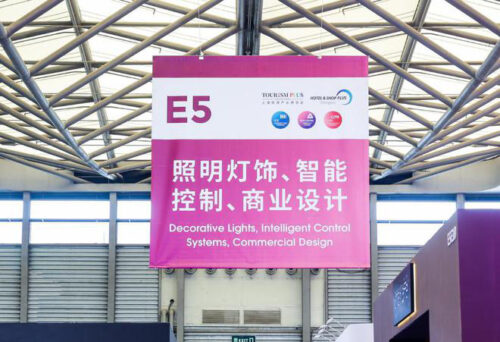 E5
TOURISM PLUS
HOTEL & SHOP PLUS
照明灯饰、智能
控制、商业设计
Decorative Lights, Intelligent Control
Systems, Commercial Design
EXIT